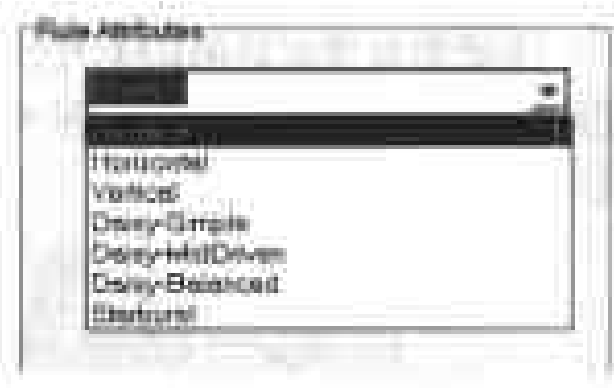 Rule Attributes
Horizontal
Vertical
Daisy-Simple
Daisy-MidDriven
Daisy-Balanced
Starburst